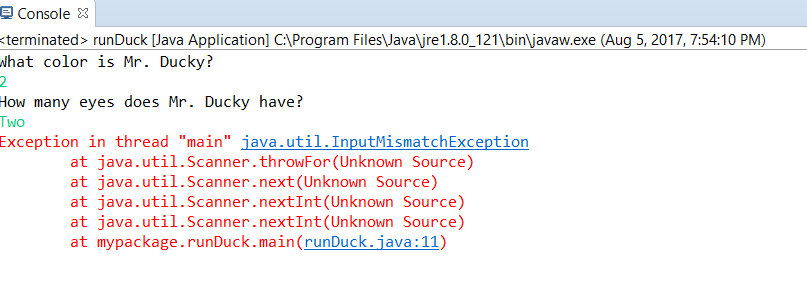 Console
<terminated> runDuck [Java Application] C:\Program Files\Java\jre1.8.0_121\bin\javaw.exe (Aug 5, 2017, 7:54:10 PM)
What color is Mr. Ducky?
2
How many eyes does Mr. Ducky have?
Two
Exception in thread "main" java.util.InputMismatchException
at java.util.Scanner.throwFor(Unknown Source)
at java.util.Scanner.next(Unknown Source)
at java.util.Scanner.nextInt(Unknown Source)
at java.util.Scanner.nextInt(Unknown Source)
at mypackage.runDuck.main(runDuck.java:11)